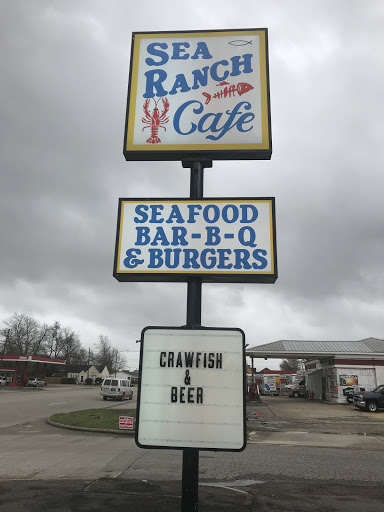 SEA
RANCH
Cafe
SEAFOOD
BAR-B-Q
& BURGERS
CRAWFISH
&
BEER